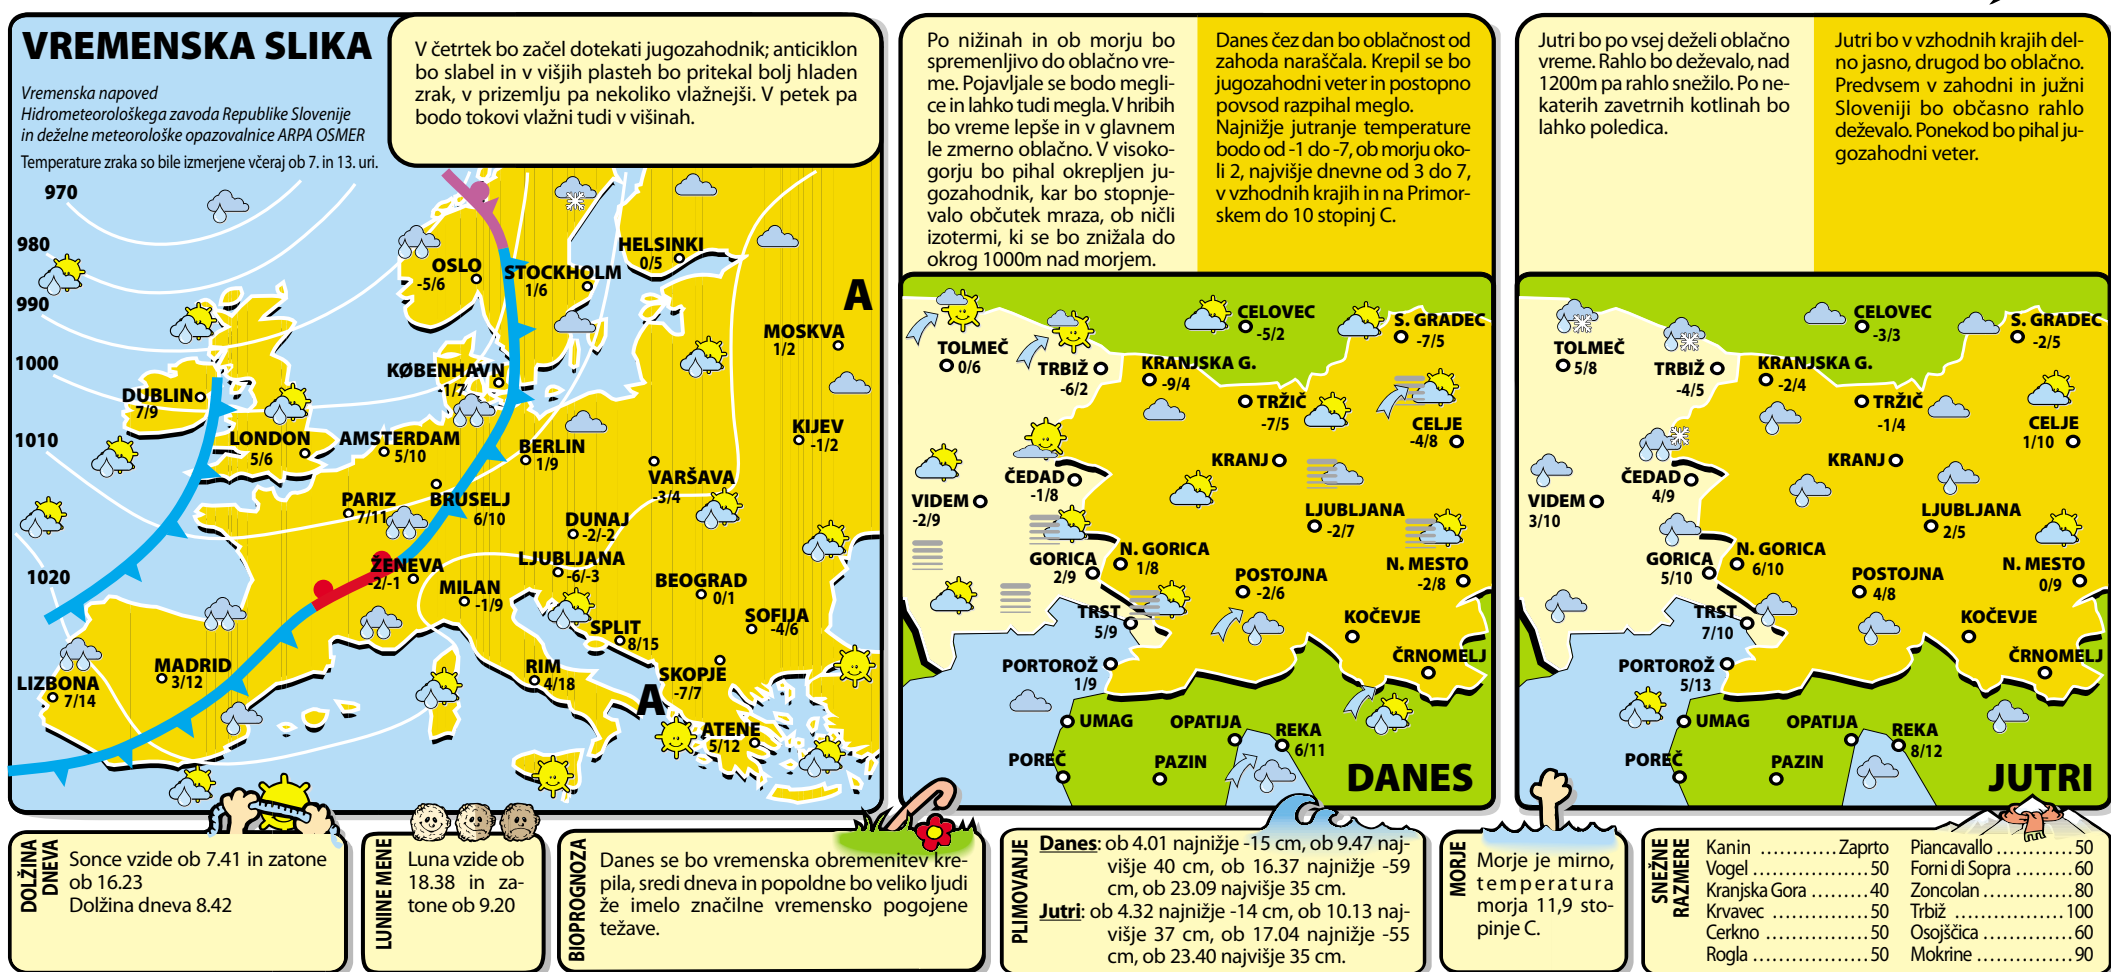 VREMENSKA SLIKA
Vremenska napoved
Hidrometeorološkega zavoda Republike Slovenije
in deželne meteorološke opazovalnice ARPA OSMER
Temperature zraka so bile izmerjene včeraj ob 7. in 13. uri.
V četrtek bo začel dotekati jugozahodnik; anticiklon
bo slabel in v višjih plasteh bo pritekal bolj hladen
zrak, v prizemlju pa nekoliko vlažnejši. V petek pa
bodo tokovi vlažni tudi v višinah.
970
980
990
1000
1010
1020
OSLO
-5/6
STOCKHOLM
1/6
HELSINKI
0/5
A
MOSKVA
1/2
KØBENHAVN
-1/7
DUBLIN
7/9
LONDON
5/6
AMSTERDAM
5/10
BERLIN
1/9
KIJEV
-1/2
VARŠAVA
-3/4
PARIZ
7/11
BRUSELJ
6/10
DUNAJ
-2/-2
ŽENEVA
-2/-1
LJUBLJANA
-6/-3
MILAN
-1/9
BEOGRAD
0/1
SOFIJA
-4/6
SPLIT
8/15
MADRID
3/12
LIZBONA
7/14
RIM
4/18
SKOPJE
-7/7
A
ATENE
5/12
Po nižinah in ob morju bo
spremenljivo do oblačno vre-
me. Pojavljale se bodo megli-
ce in lahko tudi megla. V hribih
bo vreme lepše in v glavnem
le zmerno oblačno. V visoko-
gorju bo pihal okrepljen ju-
gozahodnik, kar bo stopnje-
valo občutek mraza, ob ničli
izotermi, ki se bo znižala do
okrog 1000m nad morjem.
Danes čez dan bo oblačnost od
zahoda naraščala. Krepil se bo
jugozahodni veter in postopno
povsod razpihal meglo.
Najnižje jutranje temperature
bodo od -1 do -7, ob morju oko-
li 2, najvišje dnevne od 3 do 7,
v vzhodnih krajih in na Primor-
skem do 10 stopinj C.
TOLMEČ
0/6
TRBIŽ
-6/2
CELOVEC
-5/2
S. GRADEC
-7/5
KRANJSKA G.
-9/4
TRŽIČ
-7/5
CELJE
-4/8
KRANJ
ČEDAD
-1/8
VIDEM
-2/9
LJUBLJANA
-2/7
GORICA
2/9
N. GORICA
1/8
POSTOJNA
-2/6
N. MESTO
-2/8
TRST
5/9
KOČEVJE
PORTOROŽ
1/9
ČRNOMELJ
UMAG
OPATIJA
REKA
6/11
POREČ
PAZIN
DANES
Jutri bo po vsej deželi oblačno
vreme. Rahlo bo deževalo, nad
1200m pa rahlo snežilo. Po ne-
katerih zavetrnih kotlinah bo
lahko poledica.
Jutri bo v vzhodnih krajih del-
no jasno, drugod bo oblačno.
Predvsem v zahodni in južni
Sloveniji bo občasno rahlo
deževalo. Ponekod bo pihal ju-
gozahodni veter.
TOLMEČ
5/8
TRBIŽ
-4/5
CELOVEC
-3/3
S. GRADEC
-2/5
KRANJSKA G.
-2/4
TRŽIČ
-1/4
CELJE
1/10
KRANJ
ČEDAD
4/9
VIDEM
3/10
LJUBLJANA
2/5
GORICA
5/10
N. GORICA
6/10
POSTOJNA
4/8
N. MESTO
0/9
TRST
7/10
KOČEVJE
PORTOROŽ
5/13
ČRNOMELJ
UMAG
OPATIJA
REKA
8/12
POREČ
PAZIN
JUTRI
DOLŽINA
DNEVA
Sonce vzide ob 7.41 in zatone
ob 16.23
Dolžina dneva 8.42
LUNINE MENE
Luna vzide ob
18.38 in za-
tone ob 9.20
BIOPROGNOZA
Danes se bo vremenska obremenitev kre-
pila, sredi dneva in popoldne bo veliko ljudi
že imelo značilne vremensko pogojene
težave.
PLIMOVANJE
Danes: ob 4.01 najnižje -15 cm, ob 9.47 naj-
višje 40 cm, ob 16.37 najnižje -59
cm, ob 23.09 najvišje 35 cm.
Jutri: ob 4.32 najnižje -14 cm, ob 10.13 naj-
višje 37 cm, ob 17.04 najnižje -55
cm, ob 23.40 najvišje 35 cm.
MORJE
Morje je mirno,
temperatura
morja 11,9 sto-
pinje C.
SNEŽNE
RAZMERE
Kanin ............Zaprto
Vogel ..................50
Kranjska Gora ........40
Krvavec ...............50
Cerkno ................50
Rogla ..................50
Piancavallo ............50
Forni di Sopra .........60
Zoncolan ..............80
Trbiž .................100
Osojščica ..............60
Mokrine ...............90